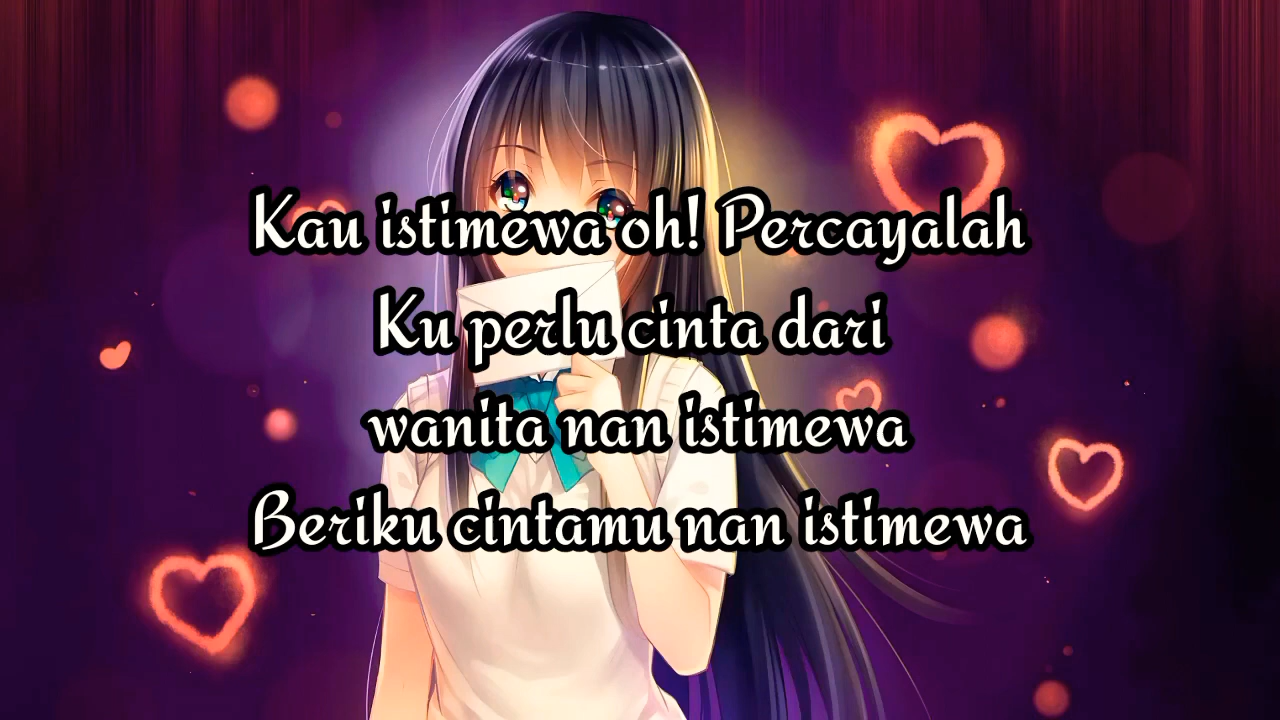 Kau istimewa oh! Percayalah
Ku perlu cinta dari
wanita nan istimewa
Beriku cintamu nan istimewa